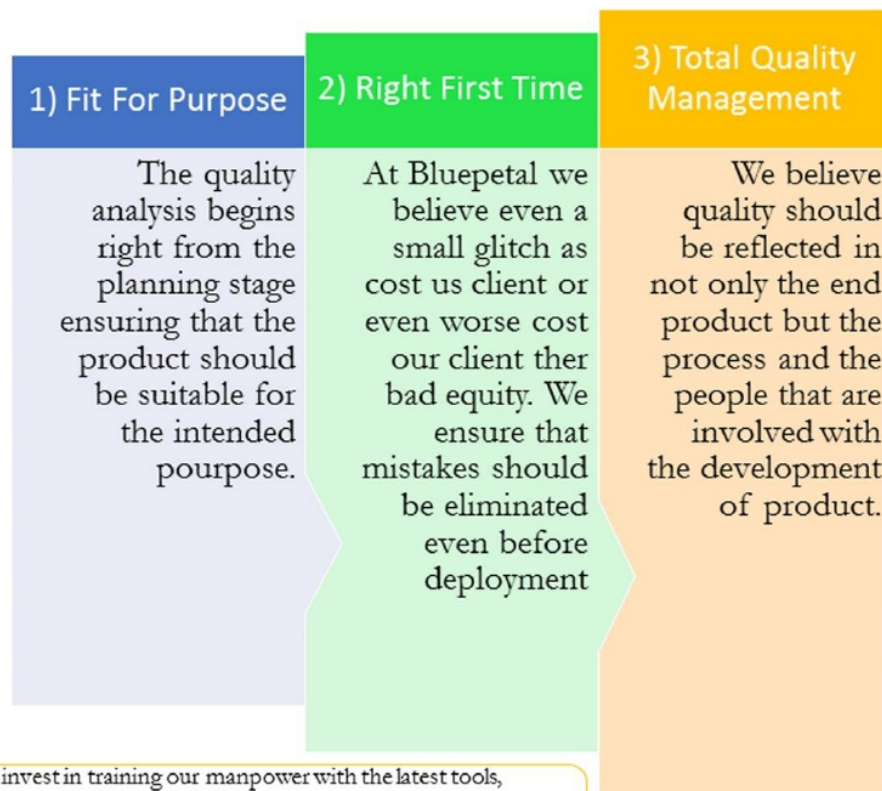 1) Fit For Purpose
The quality
analysis begins
right from the
planning stage
ensuring that the
product should
be suitable for
the intended
pourpose.
2) Right First Time
At Bluepetal we
believe even a
small glitch as
cost us client or
even worse cost
our client ther
bad equity. We
ensure that
mistakes should
be eliminated
even before
deployment
3) Total Quality
Management
We believe
quality should
be reflected in
not only the end
product but the
process and the
people that are
involved with
the development
of product.
invest in training our manpower with the latest tools,